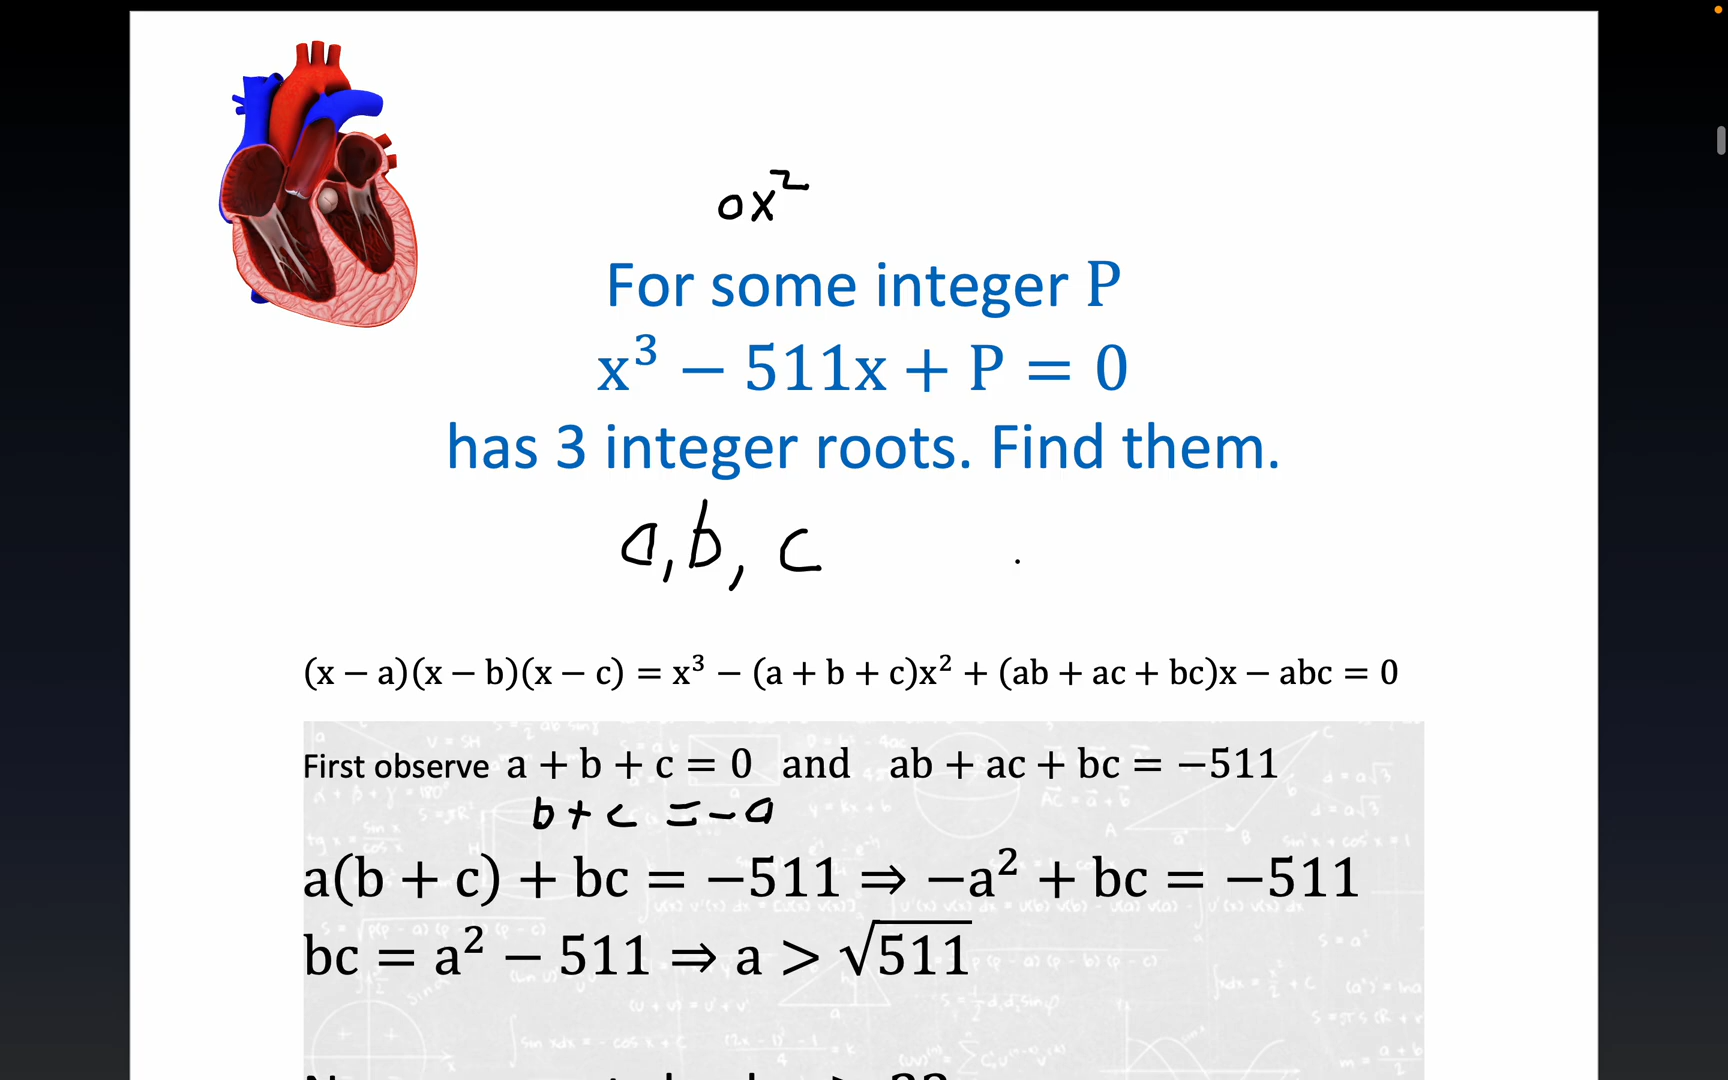 ox²
For some integer P
x³ − 511x + P = 0
has 3 integer roots. Find them.
a, b, c
(x − a)(x − b)(x − c) = x³ − (a + b + c)x² + (ab + ac + bc)x − abc = 0
First observe a + b + c = 0 and ab + ac + bc = −511
b + c = −a
a(b + c) + bc = −511 ⇒ −a² + bc = −511
bc = a² − 511 ⇒ a > √511